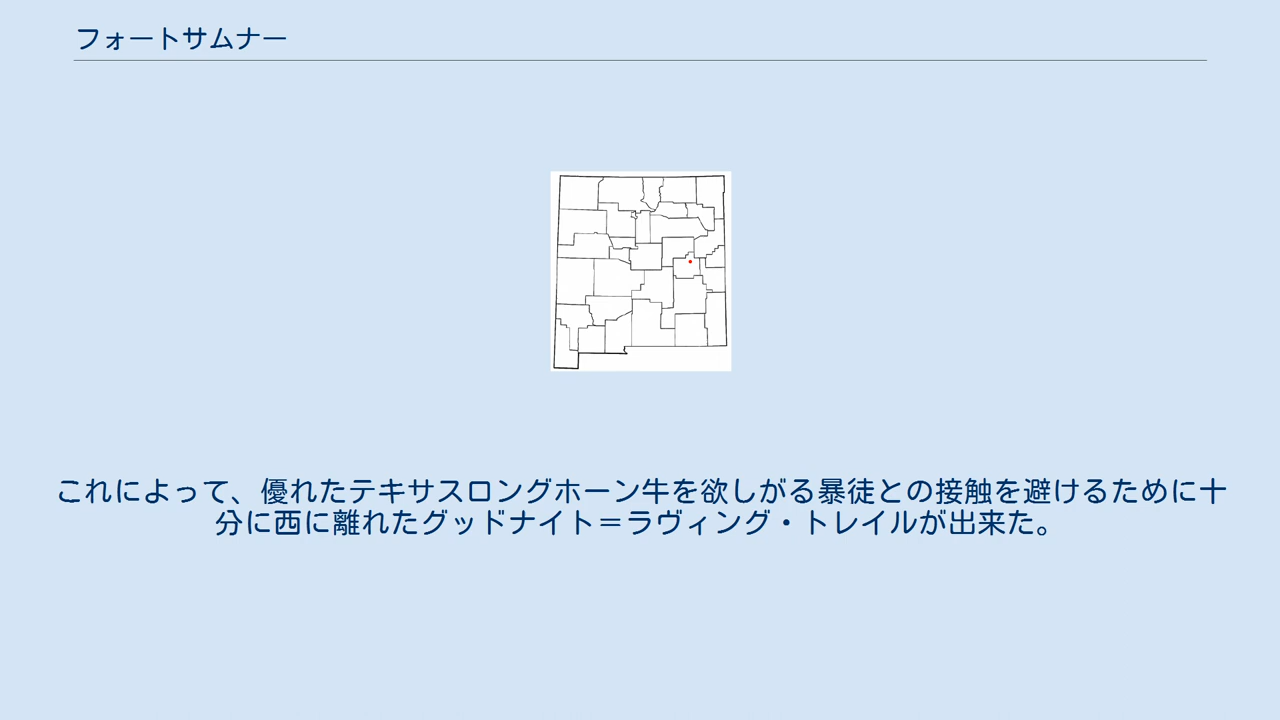 フォートサムナー
これによって、優れたテキサスロングホーン牛を欲しがる暴徒との接触を避けるために十
分に西に離れたグッドナイト＝ラヴィング・トレイルが出来た。